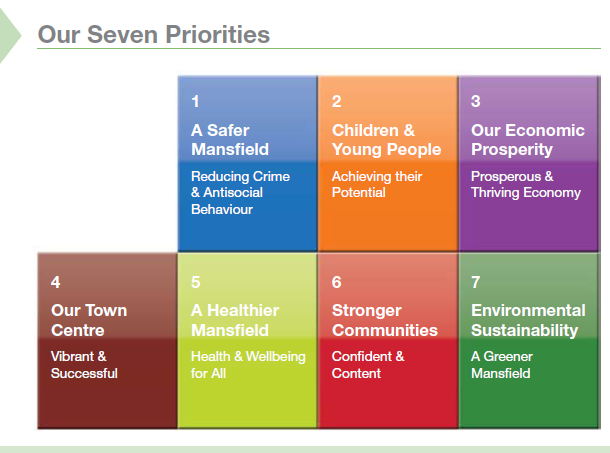 Our Seven Priorities
1
A Safer
Mansfield
Reducing Crime
& Antisocial
Behaviour
2
Children &
Young People
Achieving their
Potential
3
Our Economic
Prosperity
Prosperous &
Thriving Economy
4
Our Town
Centre
Vibrant &
Successful
5
A Healthier
Mansfield
Health & Wellbeing
for All
6
Stronger
Communities
Confident &
Content
7
Environmental
Sustainability
A Greener
Mansfield